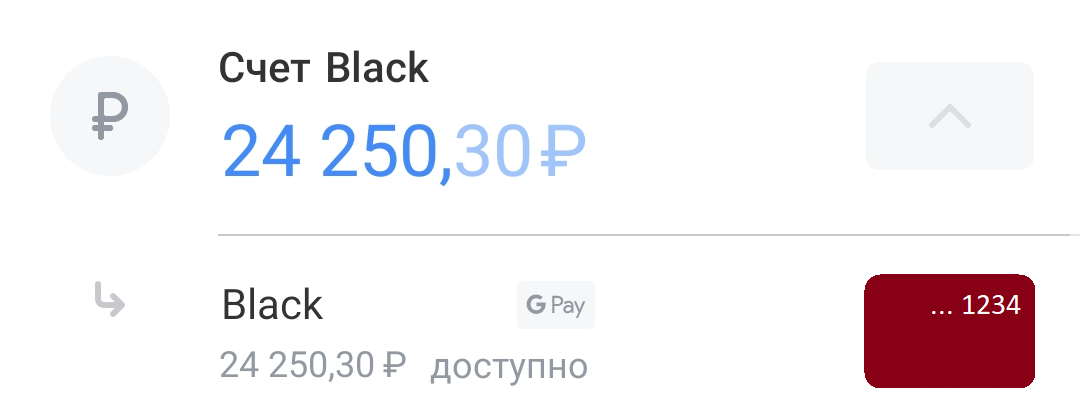 Счет Black
24 250,30 ₽
Black
G Pay
... 1234
24 250,30 ₽ доступно